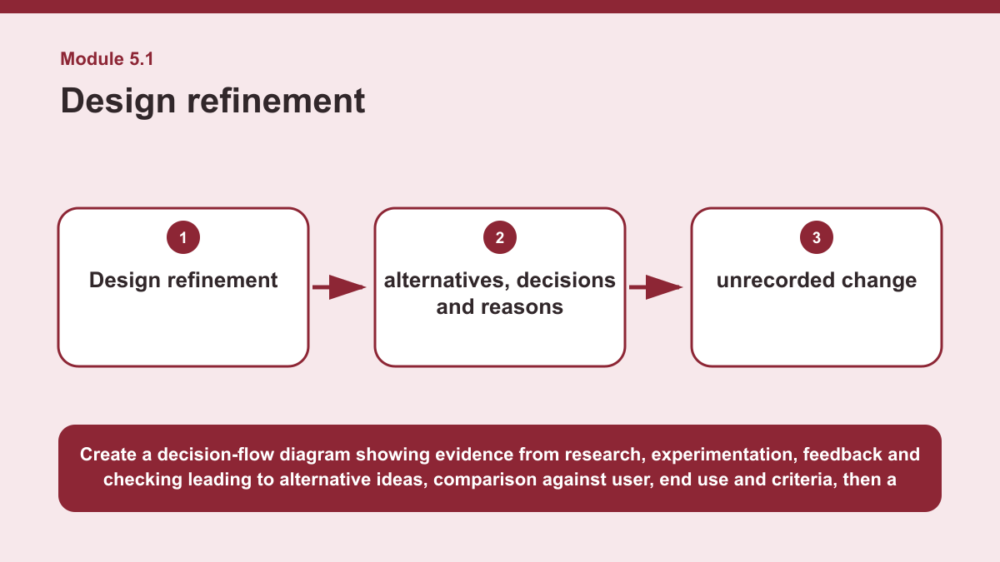 Module 5.1
Design refinement
1
Design refinement
2
alternatives, decisions
and reasons
3
unrecorded change
Create a decision-flow diagram showing evidence from research, experimentation, feedback and
checking leading to alternative ideas, comparison against user, end use and criteria, then a